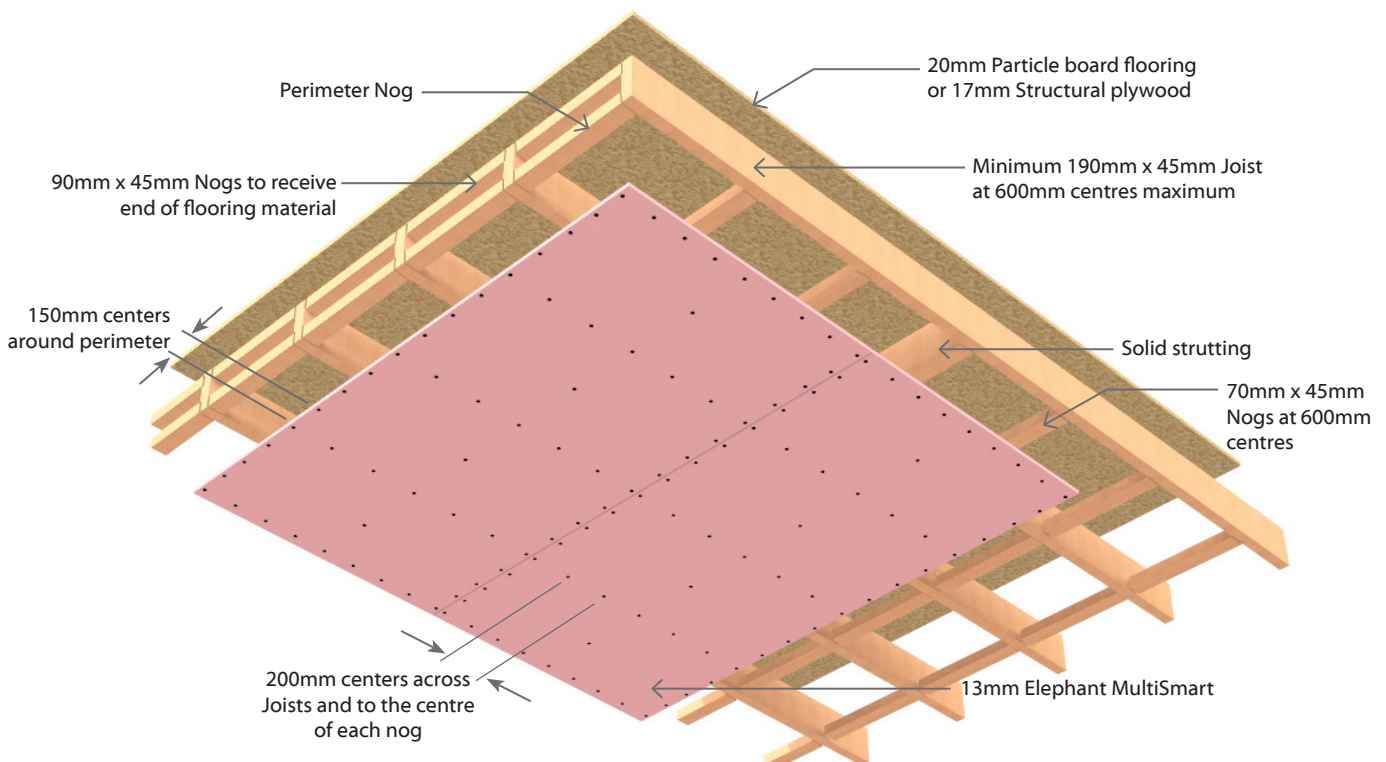 20mm Particle board flooring
or 17mm Structural plywood
Perimeter Nog
Minimum 190mm x 45mm Joist
at 600mm centres maximum
90mm x 45mm Nogs to receive
end of flooring material
150mm centers
around perimeter
Solid strutting
70mm x 45mm
Nogs at 600mm
centres
200mm centers across
Joists and to the centre
of each nog
13mm Elephant MultiSmart